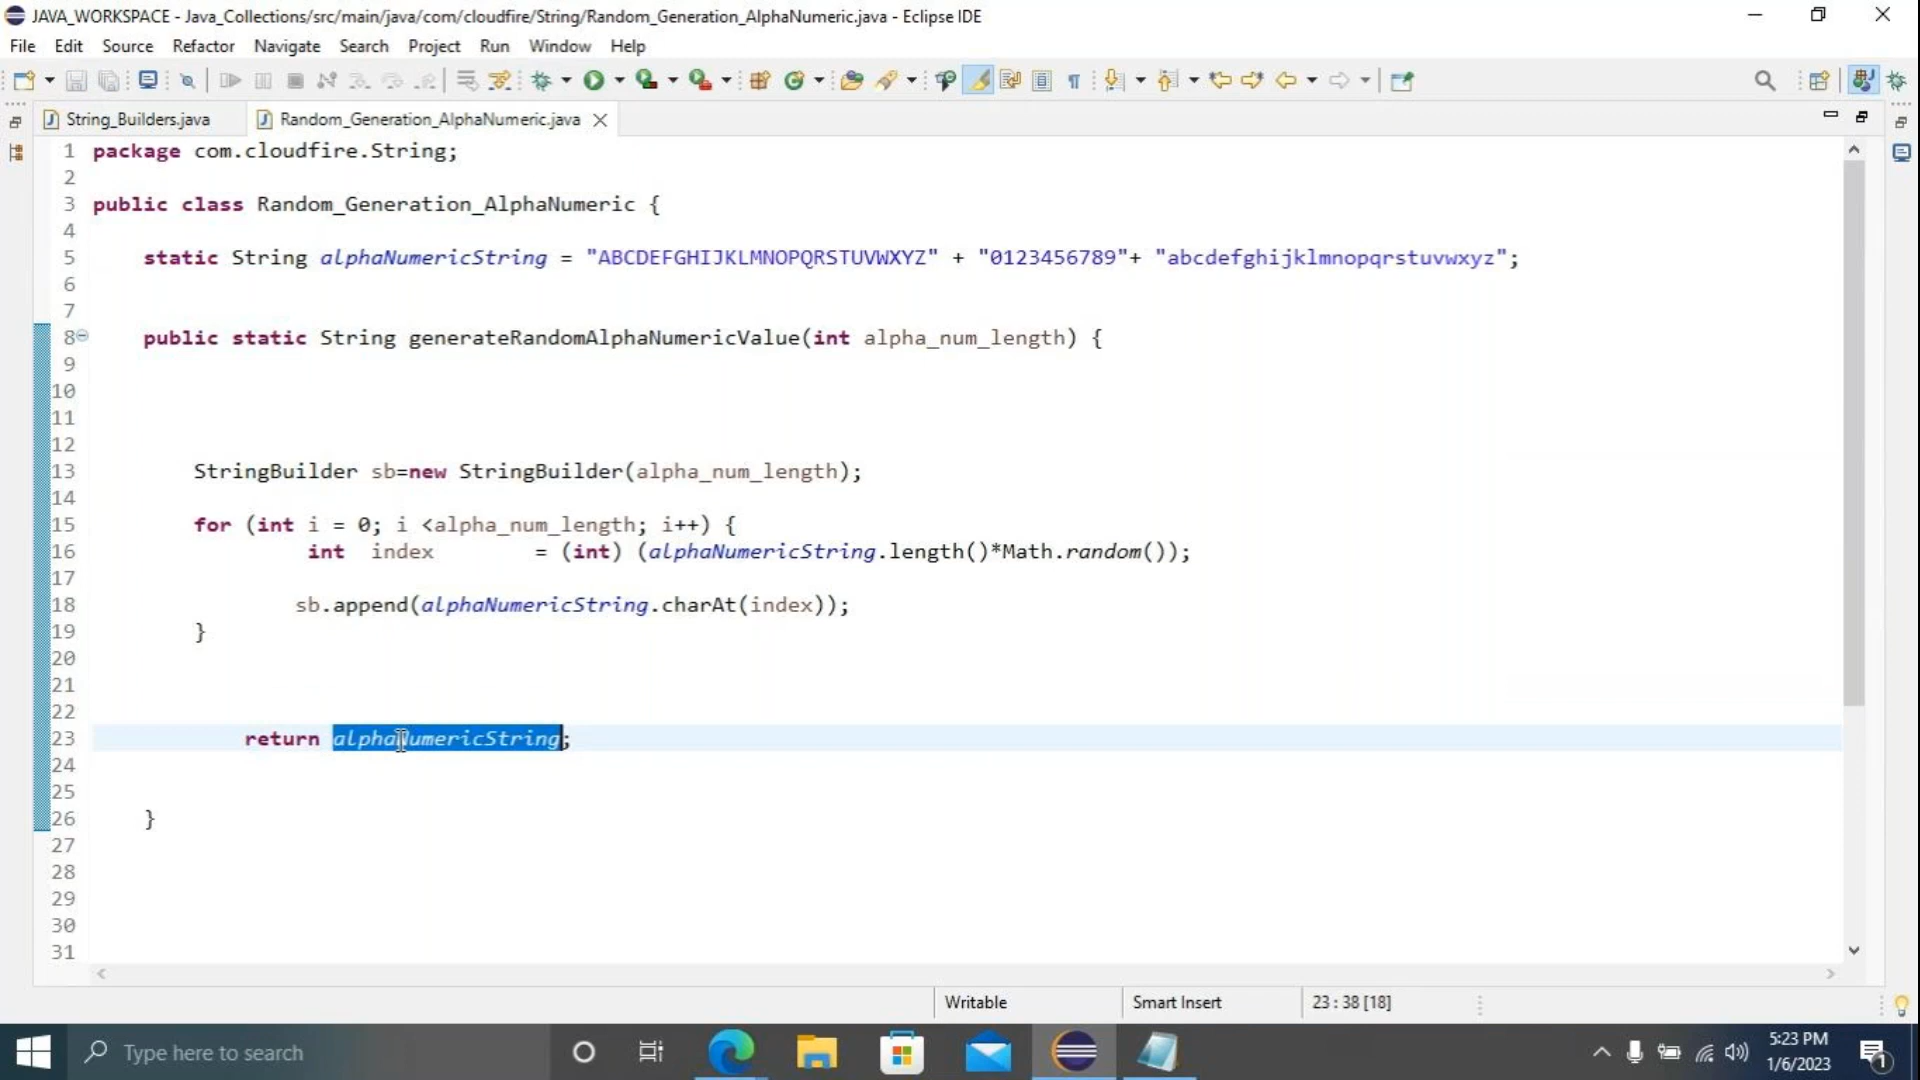 JAVA_WORKSPACE - Java_Collections/src/main/java/com/cloudfire/String/Random_Generation_AlphaNumeric.java - Eclipse IDE
File Edit Source Refactor Navigate Search Project Run Window Help
String_Builders.java Random_Generation_AlphaNumeric.java
1 package com.cloudfire.String;
2
3 public class Random_Generation_AlphaNumeric {
4
5 static String alphaNumericString = "ABCDEFGHIJKLMNOPQRSTUVWXYZ" + "0123456789"+ "abcdefghijklmnopqrstuvwxyz";
6
7
8 public static String generateRandomAlphaNumericValue(int alpha_num_length) {
9
10
11
12
13 StringBuilder sb=new StringBuilder(alpha_num_length);
14
15 for (int i = 0; i <alpha_num_length; i++) {
16 int index = (int) (alphaNumericString.length()*Math.random());
17
18 sb.append(alphaNumericString.charAt(index));
19 }
20
21
22
23 return alphaNumericString;
24
25
26 }
27
28
29
30
31
Writable Smart Insert 23 : 38 [18]
Type here to search
5:23 PM
1/6/2023
1